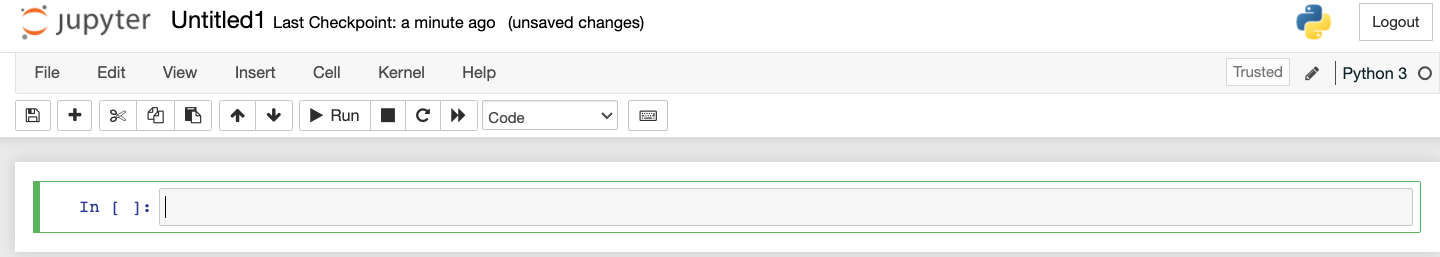 jupyter Untitled1 Last Checkpoint: a minute ago (unsaved changes) Logout
File Edit View Insert Cell Kernel Help Trusted Python 3
Run Code
In [ ]: